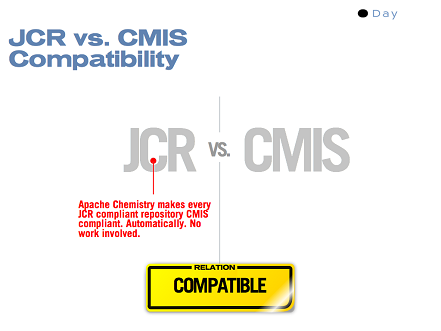 Day
JCR vs. CMIS
Compatibility
JCR vs. CMIS
Apache Chemistry makes every
JCR compliant repository CMIS
compliant. Automatically. No
work involved.
RELATION
COMPATIBLE